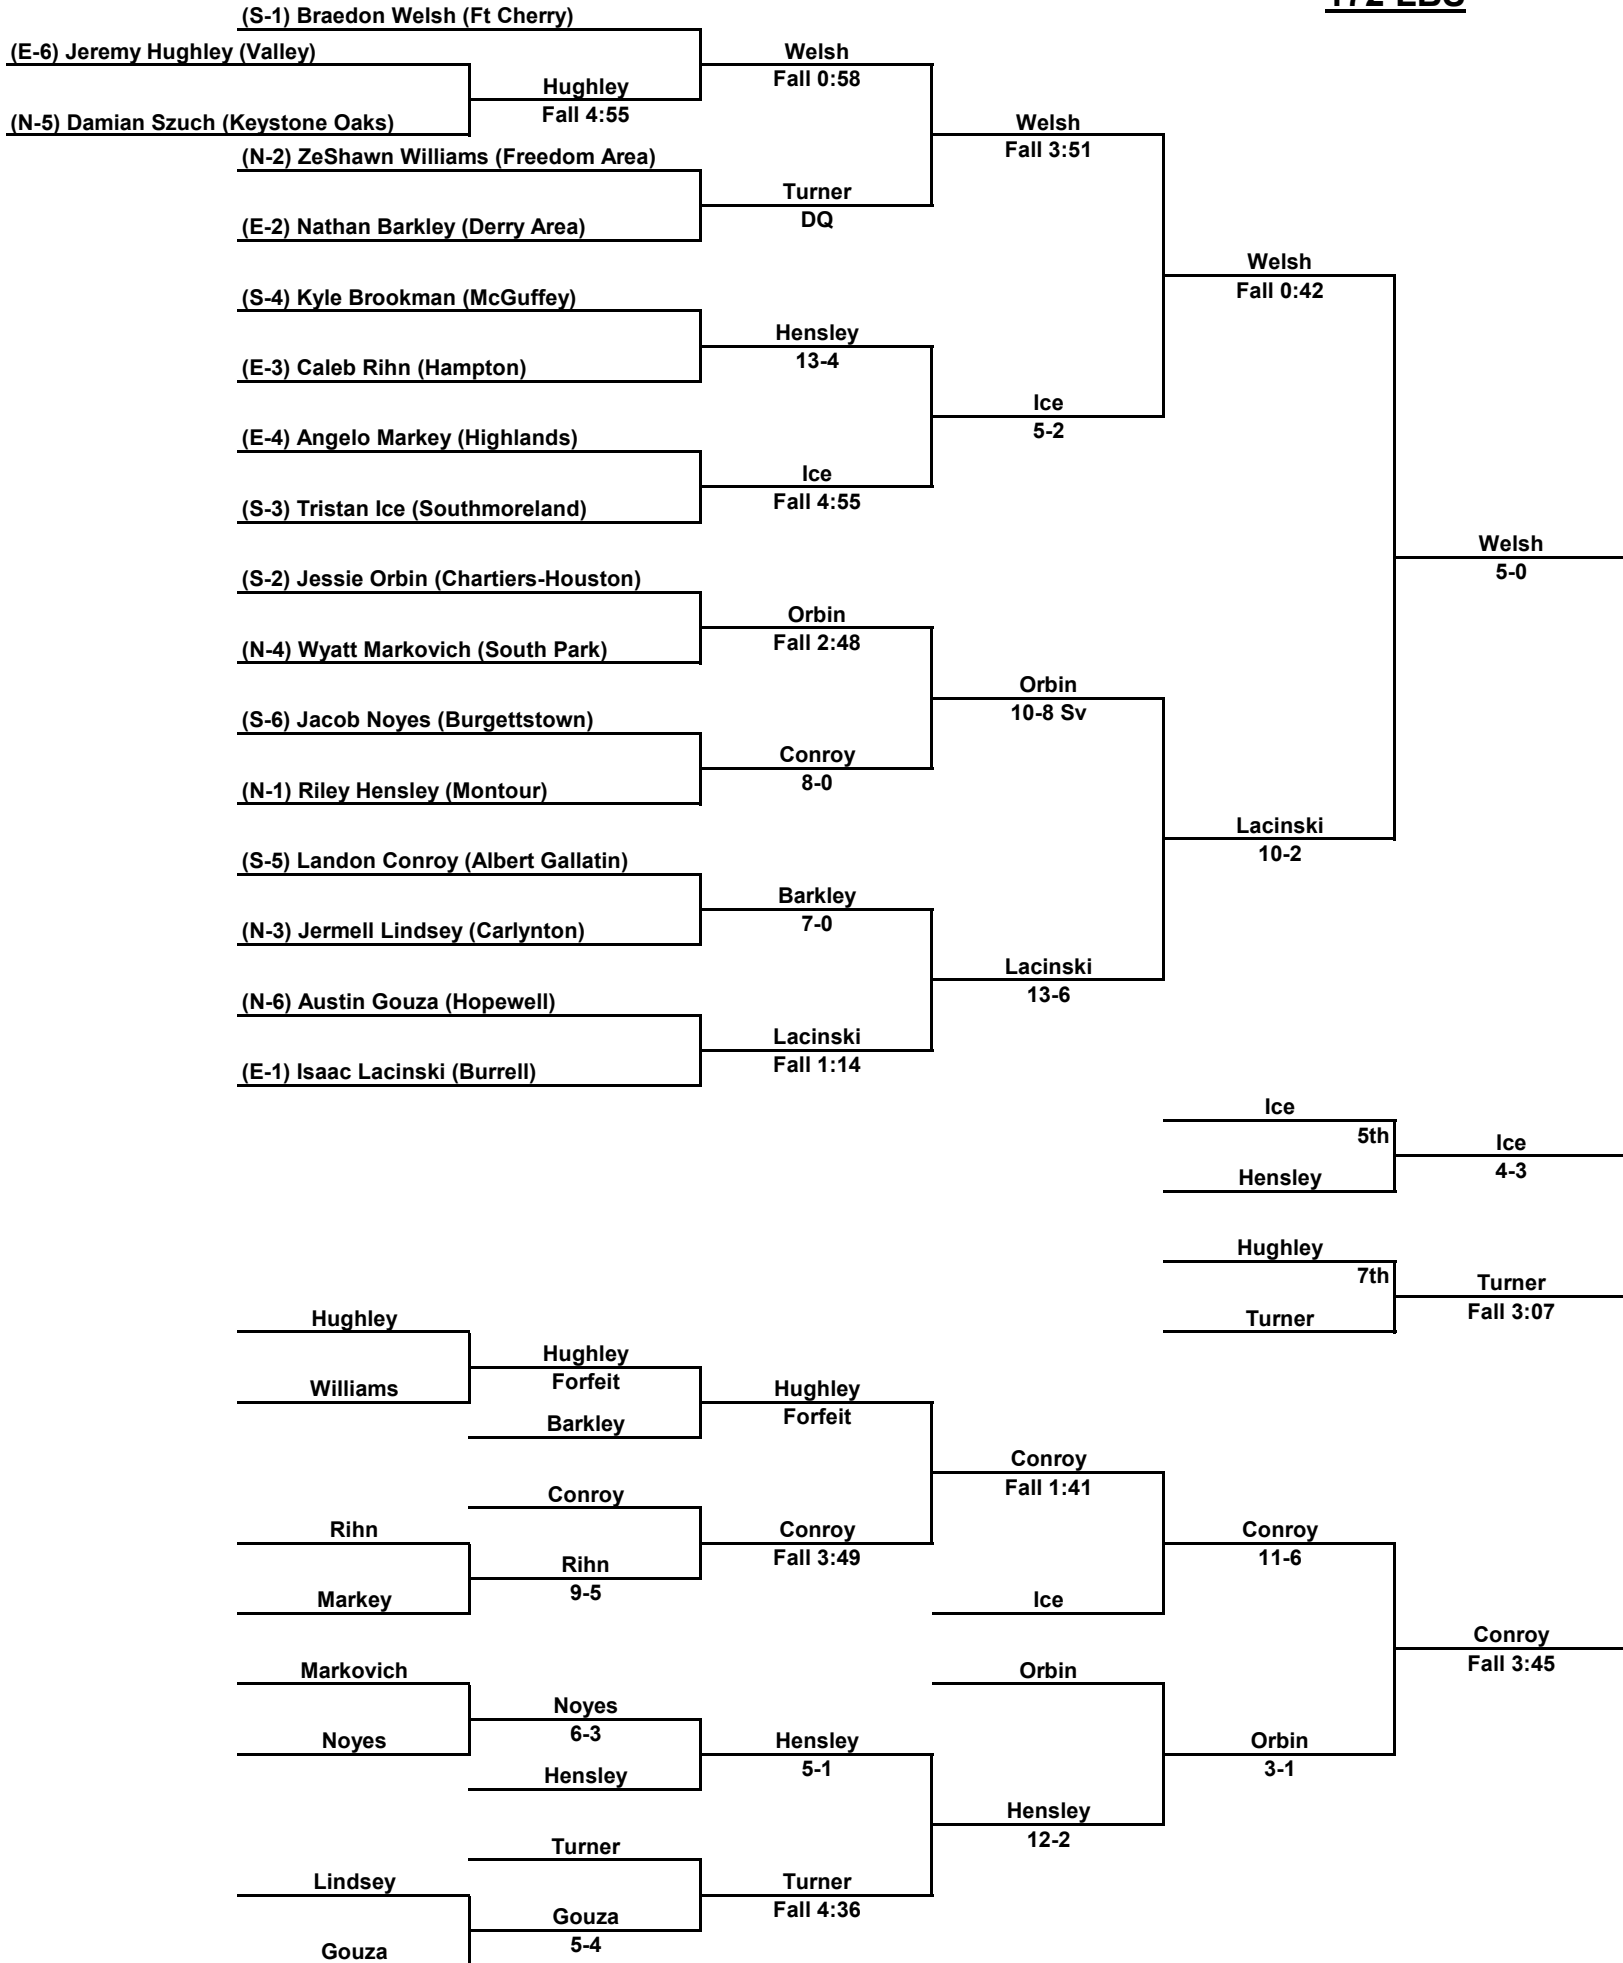 172 LBS
(S-1) Braedon Welsh (Ft Cherry)
(E-6) Jeremy Hughley (Valley)
Welsh
Fall 0:58
Hughley
Fall 4:55
(N-5) Damian Szuch (Keystone Oaks)
Welsh
Fall 3:51
(N-2) ZeShawn Williams (Freedom Area)
Turner
DQ
(E-2) Nathan Barkley (Derry Area)
Welsh
Fall 0:42
(S-4) Kyle Brookman (McGuffey)
Hensley
13-4
(E-3) Caleb Rihn (Hampton)
Ice
5-2
(E-4) Angelo Markey (Highlands)
Ice
Fall 4:55
(S-3) Tristan Ice (Southmoreland)
Welsh
5-0
(S-2) Jessie Orbin (Chartiers-Houston)
Orbin
Fall 2:48
(N-4) Wyatt Markovich (South Park)
Orbin
10-8 Sv
(S-6) Jacob Noyes (Burgettstown)
Conroy
8-0
(N-1) Riley Hensley (Montour)
Lacinski
10-2
(S-5) Landon Conroy (Albert Gallatin)
Barkley
7-0
(N-3) Jermell Lindsey (Carlynton)
Lacinski
13-6
(N-6) Austin Gouza (Hopewell)
Lacinski
Fall 1:14
(E-1) Isaac Lacinski (Burrell)
Ice
5th
Ice
4-3
Hensley
Hughley
7th
Turner
Fall 3:07
Turner
Hughley
Hughley
Forfeit
Williams
Hughley
Forfeit
Barkley
Conroy
Fall 1:41
Conroy
Rihn
Conroy
Fall 3:49
Conroy
11-6
Rihn
9-5
Markey
Ice
Conroy
Fall 3:45
Markovich
Orbin
Noyes
6-3
Noyes
Hensley
5-1
Orbin
3-1
Hensley
Hensley
12-2
Turner
Lindsey
Turner
Fall 4:36
Gouza
5-4
Gouza